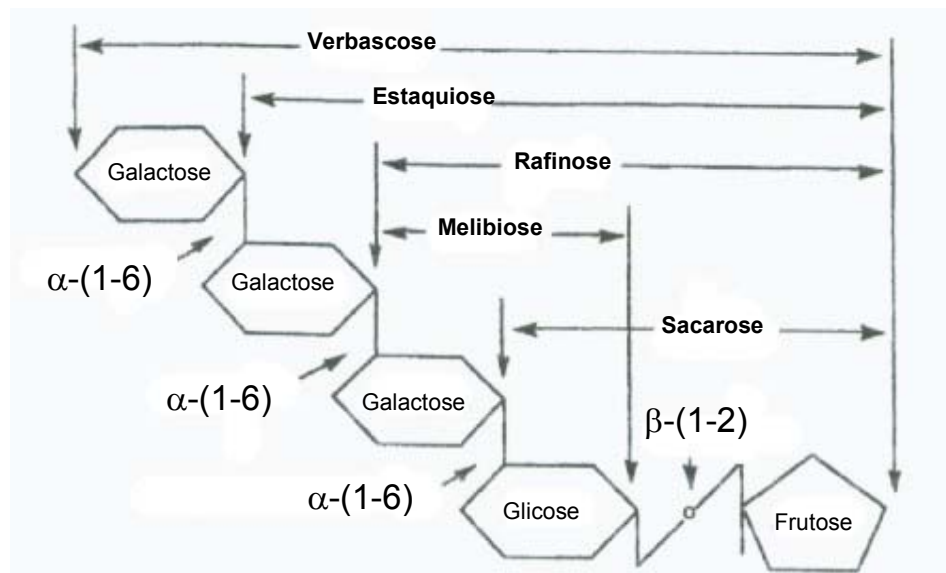 Verbascose
Estaquiose
Rafinose
Galactose
Melibiose
α-(1-6)
Galactose
Sacarose
α-(1-6)
Galactose
β-(1-2)
α-(1-6)
Glicose
o
Frutose